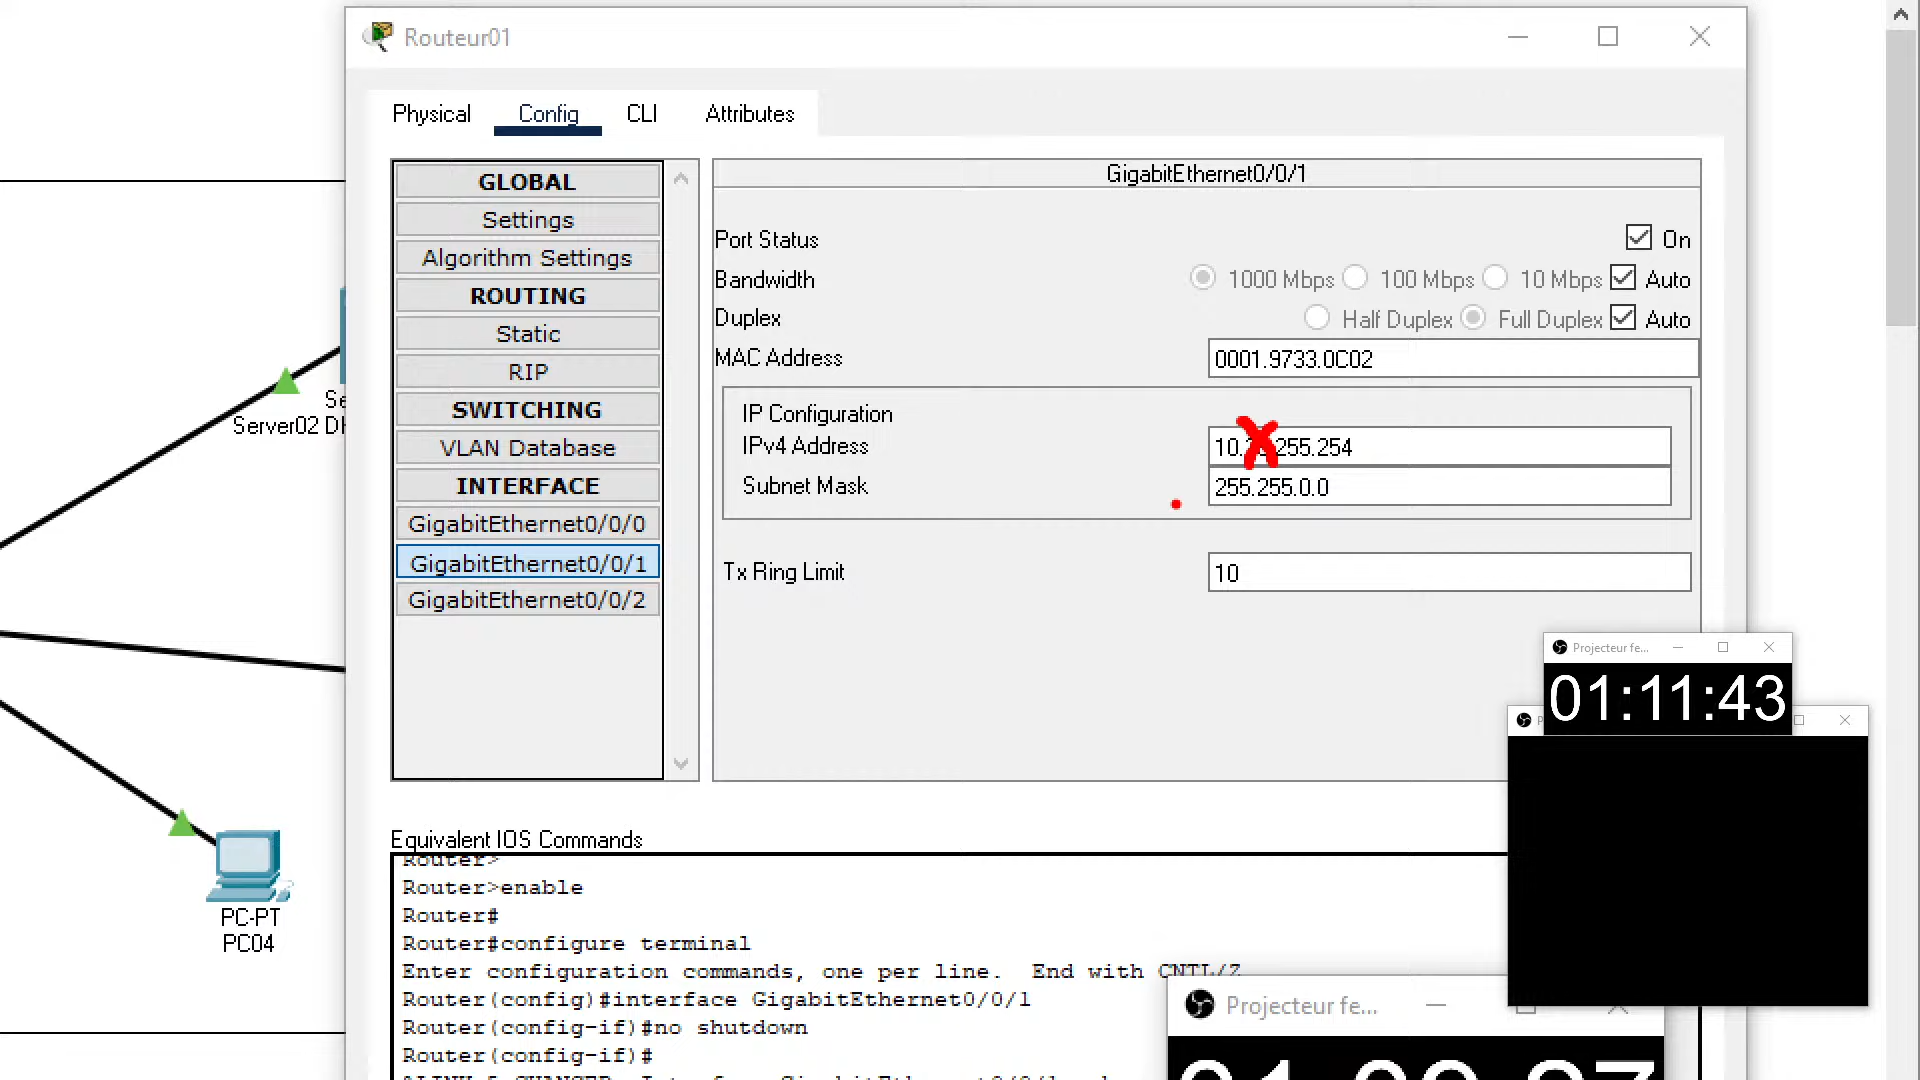 Routeur01
Physical Config CLI Attributes
GLOBAL
Settings
Algorithm Settings
ROUTING
Static
RIP
SWITCHING
VLAN Database
INTERFACE
GigabitEthernet0/0/0
GigabitEthernet0/0/1
GigabitEthernet0/0/2
GigabitEthernet0/0/1
Port Status On
Bandwidth 1000 Mbps 100 Mbps 10 Mbps Auto
Duplex Half Duplex Full Duplex Auto
MAC Address 0001.9733.0C02
IP Configuration
IPv4 Address 255.254
Subnet Mask 255.255.0.0
Tx Ring Limit 10
Server02
PC-PT
PC04
Projecteur fe...
01:11:43
Equivalent IOS Commands
Router>
Router>enable
Router#
Router#configure terminal
Enter configuration commands, one per line. End with CNTL/Z
Router(config)#interface GigabitEthernet0/0/1
Router(config-if)#no shutdown
Router(config-if)#
Projecteur fe...